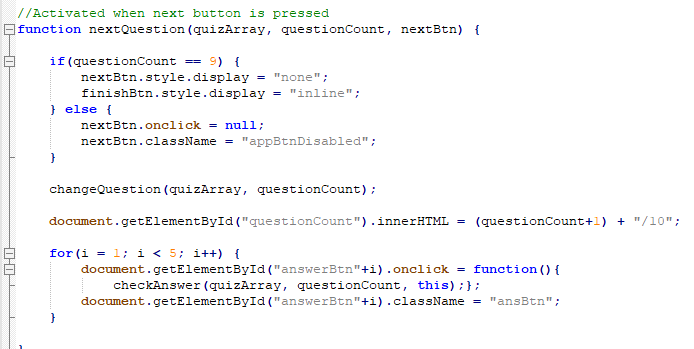 //Activated when next button is pressed
function nextQuestion(quizArray, questionCount, nextBtn) {
if(questionCount == 9) {
nextBtn.style.display = "none";
finishBtn.style.display = "inline";
} else {
nextBtn.onclick = null;
nextBtn.className = "appBtnDisabled";
}
changeQuestion(quizArray, questionCount);
document.getElementById("questionCount").innerHTML = (questionCount+1) + "/10";
for(i = 1; i < 5; i++) {
document.getElementById("answerBtn"+i).onclick = function(){
checkAnswer(quizArray, questionCount, this);};
document.getElementById("answerBtn"+i).className = "ansBtn";
}
}